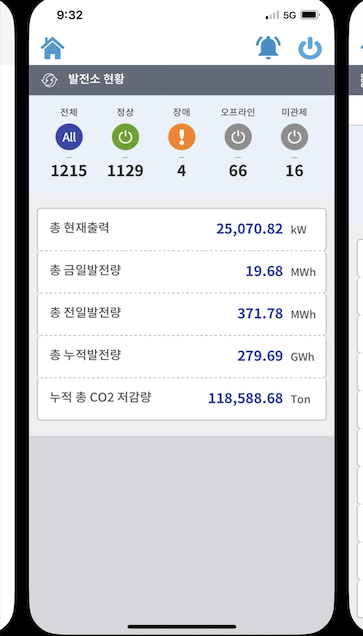 9:32 5G
발전소 현황
전체 정상 장애 오프라인 미관제
All
1215 1129 4 66 16
총 현재출력 25,070.82 kW
총 금일발전량 19.68 MWh
총 전일발전량 371.78 MWh
총 누적발전량 279.69 GWh
누적 총 CO2 저감량 118,588.68 Ton